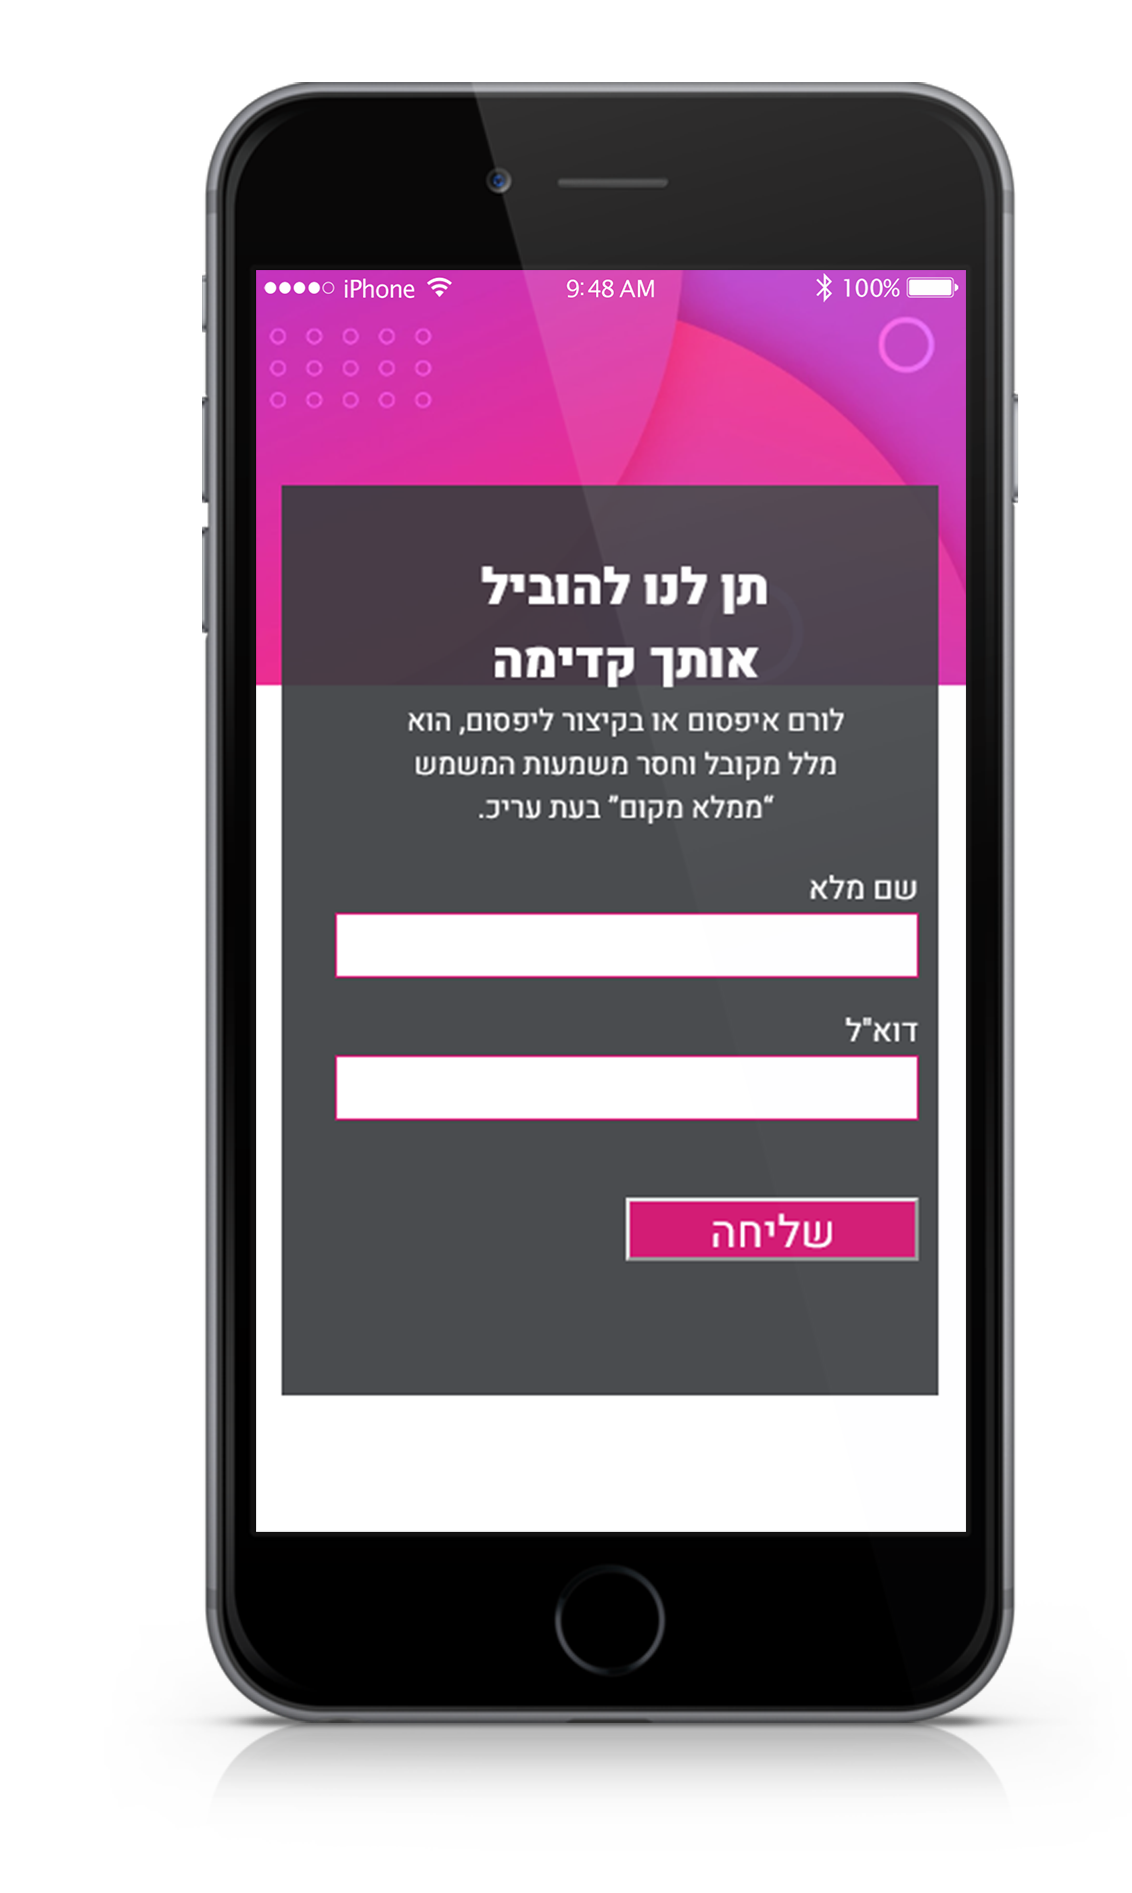 iPhone 9:48 AM 100%
תן לנו להוביל
אותך קדימה
לורם איפסום או בקיצור ליפסום, הוא
מלל מקובל וחסר משמעות המשמש
“ממלא מקום” בעת עריכ.
שם מלא
דוא"ל
שליחה